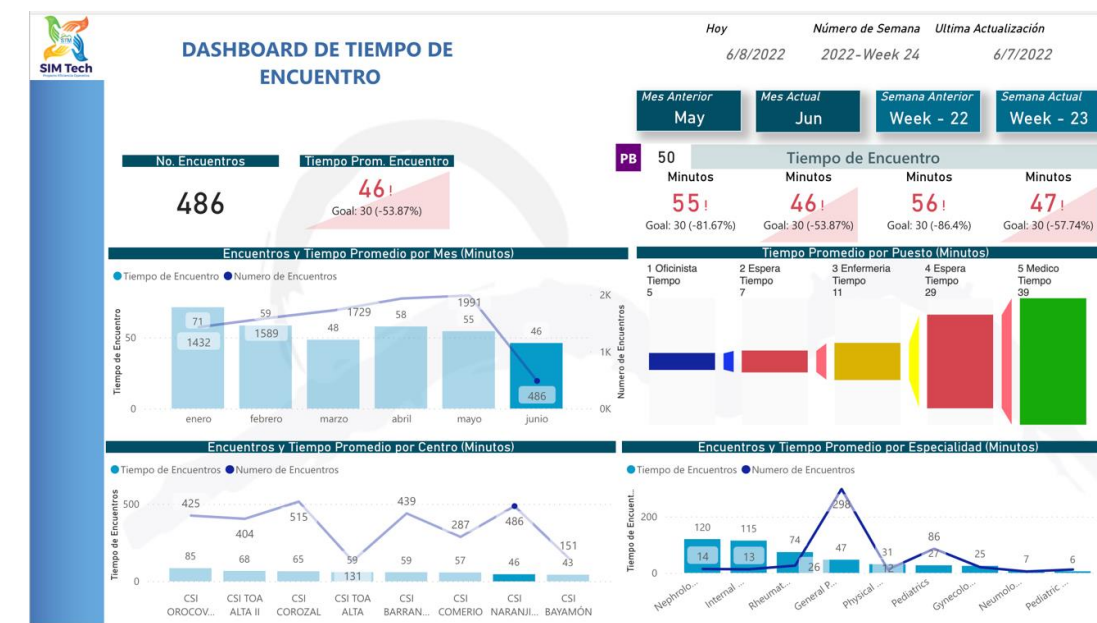 SIM Tech
DASHBOARD DE TIEMPO DE
ENCUENTRO
Hoy Número de Semana Ultima Actualización
6/8/2022 2022-Week 24 6/7/2022
Mes Anterior Mes Actual Semana Anterior Semana Actual
May Jun Week - 22 Week - 23
No. Encuentros Tiempo Prom. Encuentro
486 46!
Goal: 30 (-53.87%)
PB 50 Tiempo de Encuentro
Minutos Minutos Minutos Minutos
55! 46! 56! 47!
Goal: 30 (-81.67%) Goal: 30 (-53.87%) Goal: 30 (-86.4%) Goal: 30 (-57.74%)
Encuentros y Tiempo Promedio por Mes (Minutos)
Tiempo de Encuentro Numero de Encuentros
Tiempo de Encuentro
50
0
71 59 1729 58 1991 46
1432 1589 48 55
486
2K
1K
0K
Numero de Encuentros
enero febrero marzo abril mayo junio
Tiempo Promedio por Puesto (Minutos)
1 Oficinista 2 Espera 3 Enfermeria 4 Espera 5 Medico
Tiempo Tiempo Tiempo Tiempo Tiempo
5 7 11 29 39
Encuentros y Tiempo Promedio por Centro (Minutos)
Tiempo de Encuentros Numero de Encuentros
Tiempo de Encuentros
500
0
425 404 515 59 439 287 486 151
85 68 65 131 59 57 46 43
CSI CSI TOA CSI CSI TOA CSI CSI CSI CSI
OROCOV... ALTA II COROZAL ALTA BARRAN... COMERIO NARANJI... BAYAMÓN
Encuentros y Tiempo Promedio por Especialidad (Minutos)
Tiempo de Encuentros Numero de Encuentros
Tiempo de Encuent...
200
0
120 115 74 298 31 86 25 7 6
14 13 26 47 12 27
Nephrolo... Internal ... Rheumat... General P... Physical ... Pediatrics Gynecolo... Neumolo... Pediatric ...